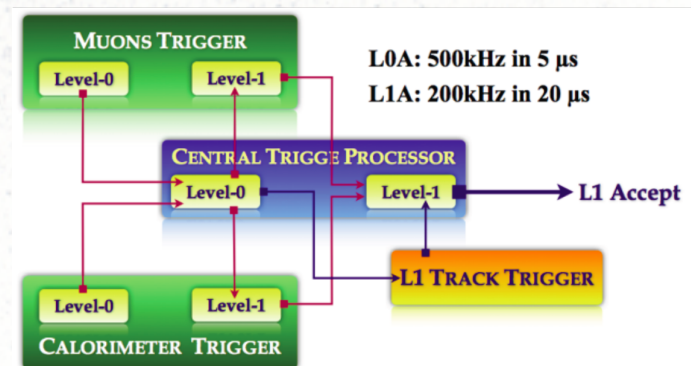 MUONS TRIGGER
Level-0
Level-1
L0A: 500kHz in 5 µs
L1A: 200kHz in 20 µs
CENTRAL TRIGGE PROCESSOR
Level-0
Level-1
L1 Accept
L1 TRACK TRIGGER
Level-0
Level-1
CALORIMETER TRIGGER